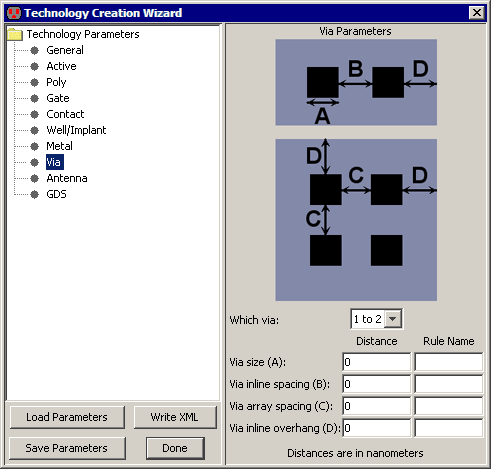 Technology Creation Wizard
Technology Parameters
General
Active
Poly
Gate
Contact
Well/Implant
Metal
Via
Antenna
GDS
Load Parameters
Write XML
Save Parameters
Done
Via Parameters
B D
A
D
C D
C
Which via: 1 to 2
Distance Rule Name
Via size (A): 0
Via inline spacing (B): 0
Via array spacing (C): 0
Via inline overhang (D): 0
Distances are in nanometers